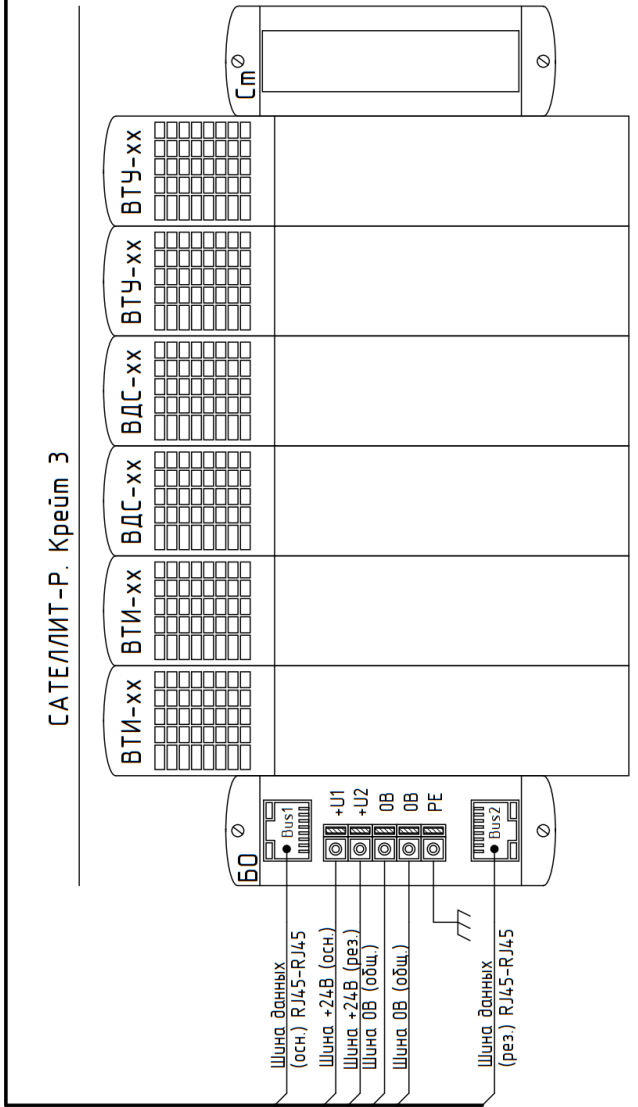 САТЕЛЛИТ-Р. Крейт 3
Ст
ВТУ-хх
ВТУ-хх
ВДС-хх
ВДС-хх
ВТИ-хх
ВТИ-хх
БО
Bus1
+U1
+U2
0В
0В
PE
Bus2
Шина данных
(осн.) RJ45-RJ45
Шина +24В (осн.)
Шина +24В (рез.)
Шина 0В (общ.)
Шина 0В (общ.)
Шина данных
(рез.) RJ45-RJ45